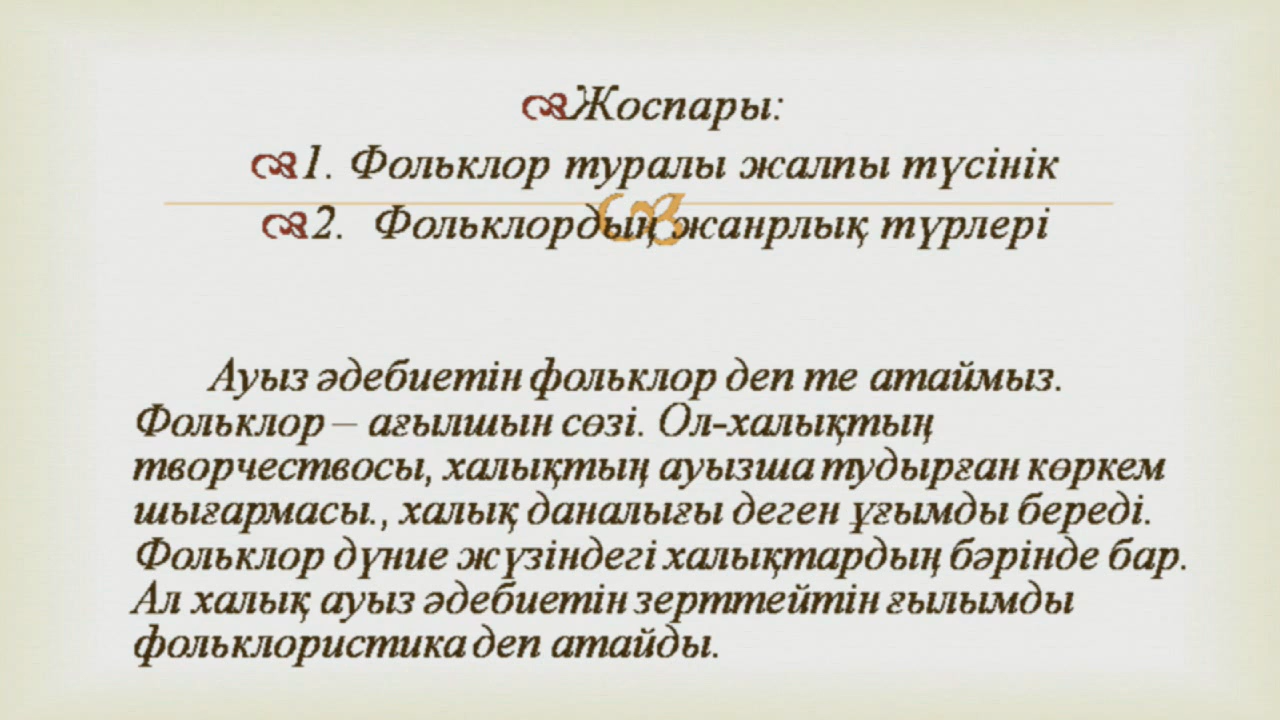 Жоспары:
1. Фольклор туралы жалпы түсінік
2. Фольклордың жанрлық түрлері
Ауыз әдебиетін фольклор деп те атаймыз.
Фольклор – ағылшын сөзі. Ол-халықтың
творчествосы, халықтың ауызша тудырған көркем
шығармасы., халық даналығы деген ұғымды береді.
Фольклор дүние жүзіндегі халықтардың бәрінде бар.
Ал халық ауыз әдебиетін зерттейтін ғылымды
фольклористика деп атайды.